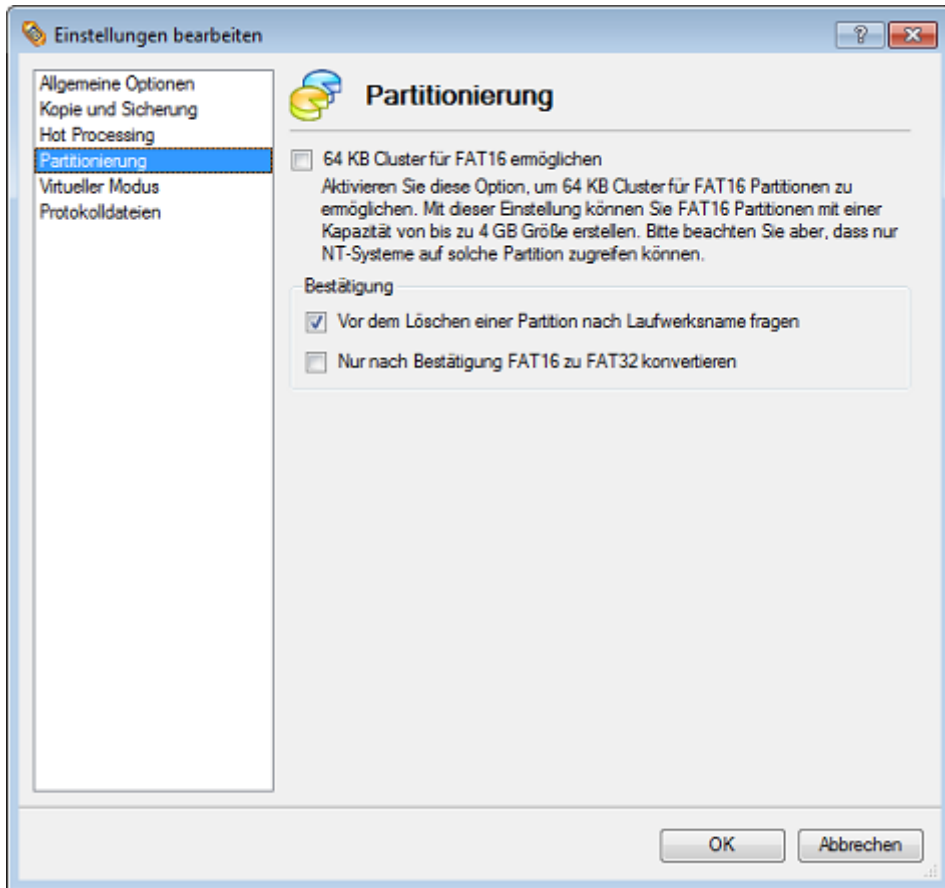 Einstellungen bearbeiten
Allgemeine Optionen
Kopie und Sicherung
Hot Processing
Partitionierung
Virtueller Modus
Protokolldateien
Partitionierung
64 KB Cluster für FAT16 ermöglichen
Aktivieren Sie diese Option, um 64 KB Cluster für FAT16 Partitionen zu
ermöglichen. Mit dieser Einstellung können Sie FAT16 Partitionen mit einer
Kapazität von bis zu 4 GB Größe erstellen. Bitte beachten Sie aber, dass nur
NT-Systeme auf solche Partition zugreifen können.
Bestätigung
Vor dem Löschen einer Partition nach Laufwerksname fragen
Nur nach Bestätigung FAT16 zu FAT32 konvertieren
OK
Abbrechen